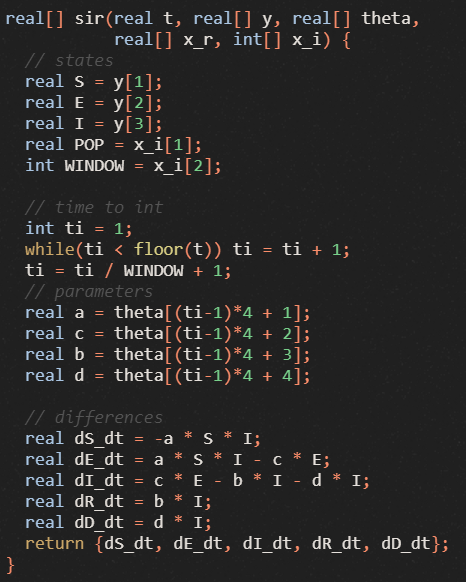 real[] sir(real t, real[] y, real[] theta,
           real[] x_r, int[] x_i) {
  // states
  real S = y[1];
  real E = y[2];
  real I = y[3];
  real POP = x_i[1];
  int WINDOW = x_i[2];

  // time to int
  int ti = 1;
  while(ti < floor(t)) ti = ti + 1;
  ti = ti / WINDOW + 1;
  // parameters
  real a = theta[(ti-1)*4 + 1];
  real c = theta[(ti-1)*4 + 2];
  real b = theta[(ti-1)*4 + 3];
  real d = theta[(ti-1)*4 + 4];

  // differences
  real dS_dt = -a * S * I;
  real dE_dt = a * S * I - c * E;
  real dI_dt = c * E - b * I - d * I;
  real dR_dt = b * I;
  real dD_dt = d * I;
  return {dS_dt, dE_dt, dI_dt, dR_dt, dD_dt};
}